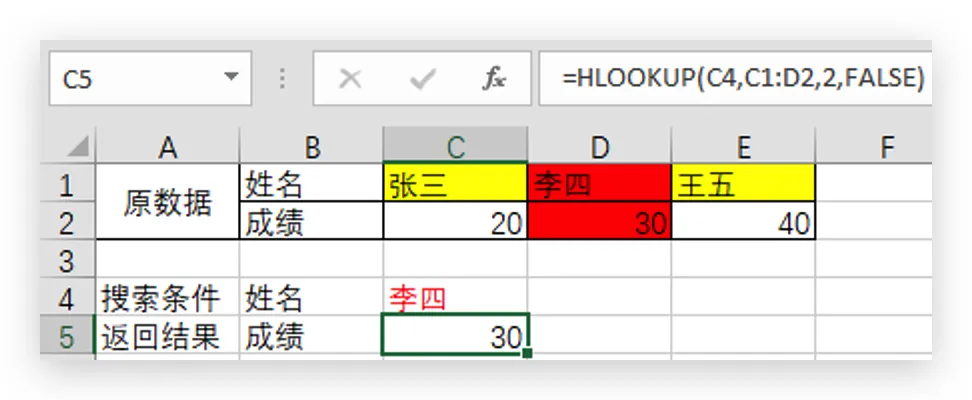 C5 fx =HLOOKUP(C4,C1:D2,2,FALSE)
A B C D E F
1 原数据 姓名 张三 李四 王五
2 成绩 20 30 40
3
4 搜索条件 姓名 李四
5 返回结果 成绩 30